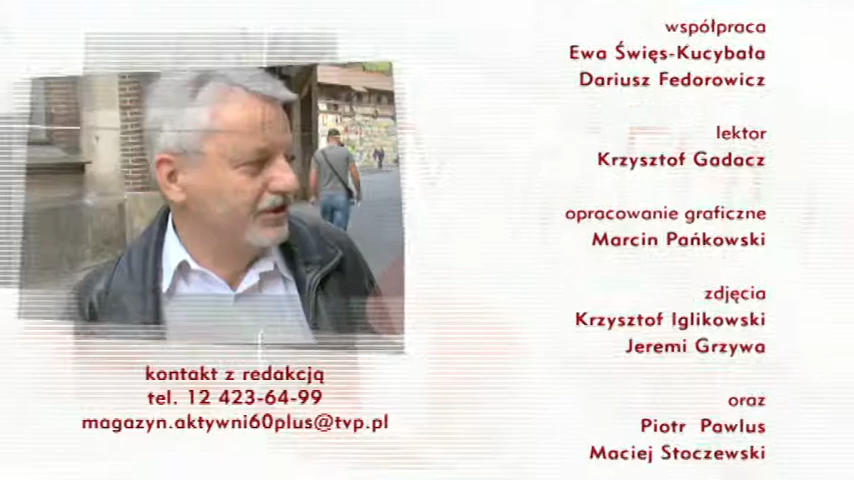 współpraca
Ewa Święs-Kucybała
Dariusz Fedorowicz
lektor
Krzysztof Gadacz
opracowanie graficzne
Marcin Pańkowski
zdjęcia
Krzysztof Iglikowski
Jeremi Grzywa
oraz
Piotr Pawlus
Maciej Stoczewski
kontakt z redakcją
tel. 12 423-64-99
magazyn.aktywni60plus@tvp.pl